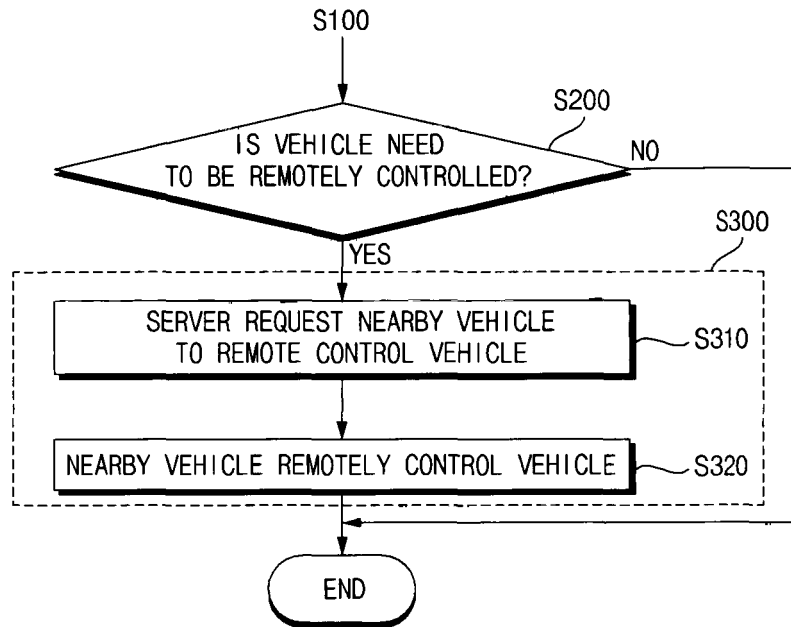 S100
S200
IS VEHICLE NEED
TO BE REMOTELY CONTROLLED?
NO
YES
S300
SERVER REQUEST NEARBY VEHICLE
TO REMOTE CONTROL VEHICLE
S310
NEARBY VEHICLE REMOTELY CONTROL VEHICLE
S320
END